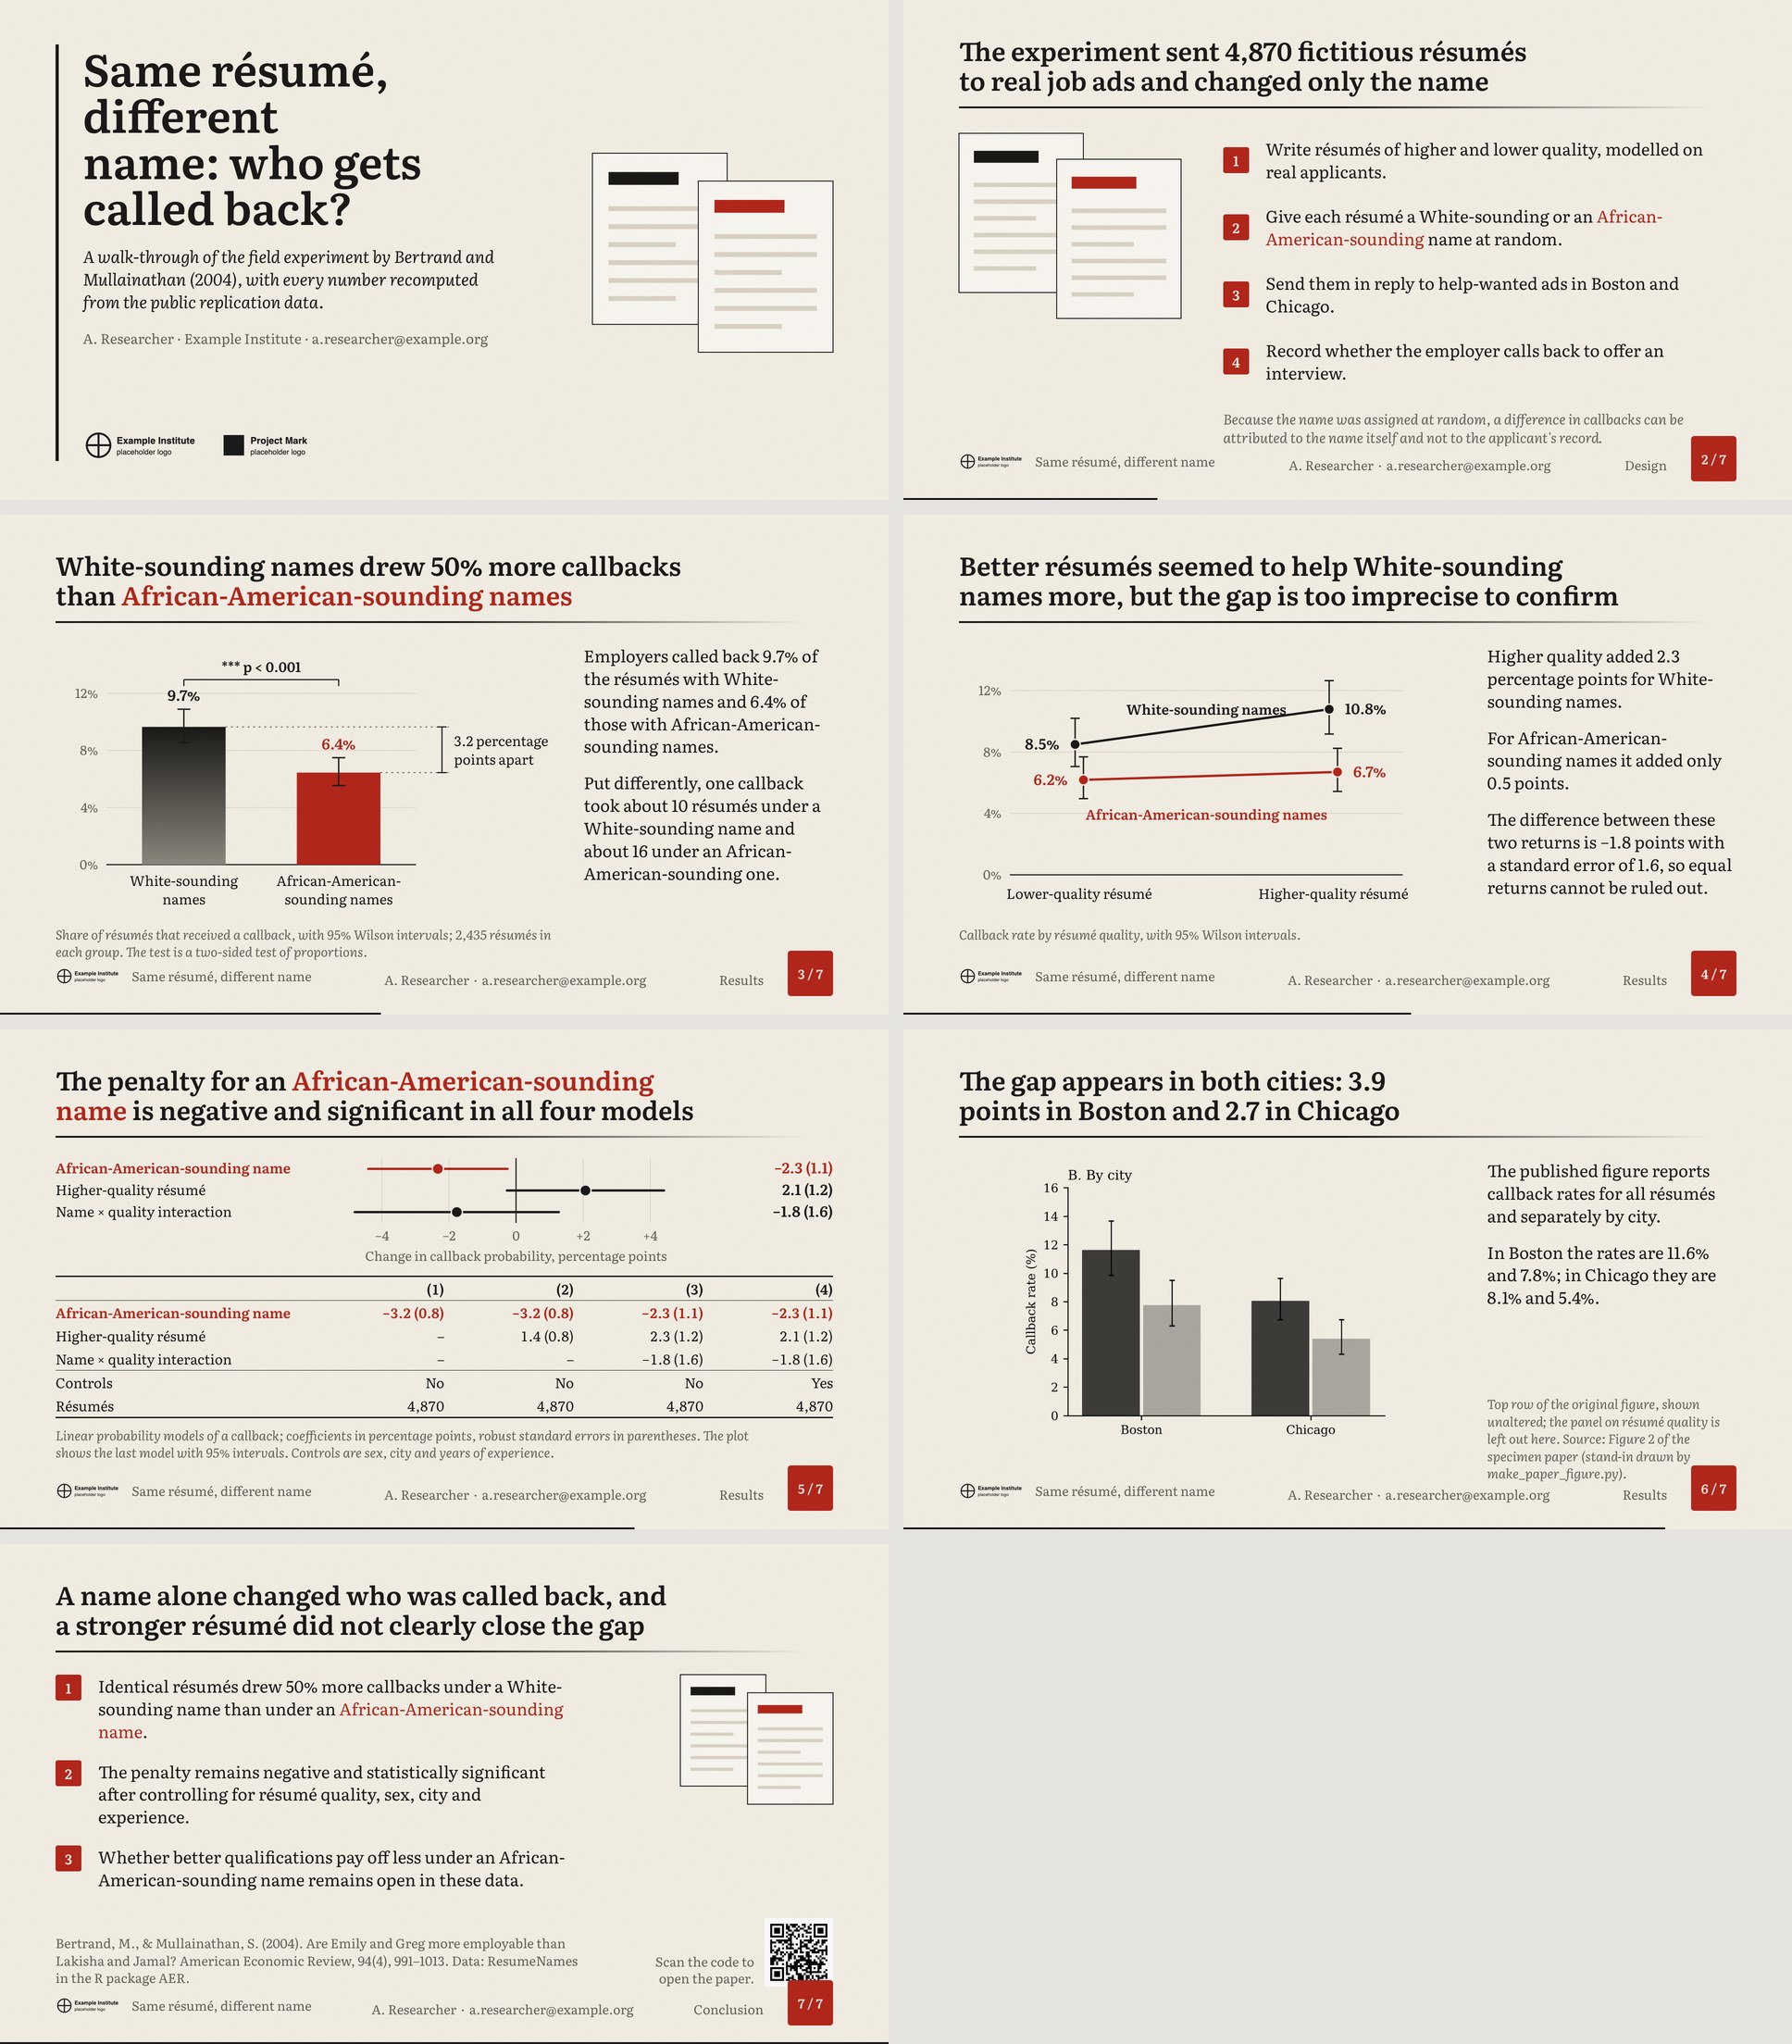 Same résumé,
different
name: who gets
called back?
A walk-through of the field experiment by Bertrand and
Mullainathan (2004), with every number recomputed
from the public replication data.
A. Researcher · Example Institute · a.researcher@example.org
Example Institute
placeholder logo
Project Mark
placeholder logo
The experiment sent 4,870 fictitious résumés
to real job ads and changed only the name
1
Write résumés of higher and lower quality, modelled on
real applicants.
2
Give each résumé a White-sounding or an African-
American-sounding name at random.
3
Send them in reply to help-wanted ads in Boston and
Chicago.
4
Record whether the employer calls back to offer an
interview.
Because the name was assigned at random, a difference in callbacks can be
attributed to the name itself and not to the applicant's record.
Example Institute
placeholder logo
Same résumé, different name
A. Researcher · a.researcher@example.org
Design
2 / 7
White-sounding names drew 50% more callbacks
than African-American-sounding names
*** p < 0.001
12%
9.7%
8%
6.4%
3.2 percentage
points apart
4%
0%
White-sounding
names
African-American-
sounding names
Employers called back 9.7% of
the résumés with White-
sounding names and 6.4% of
those with African-American-
sounding names.
Put differently, one callback
took about 10 résumés under a
White-sounding name and
about 16 under an African-
American-sounding one.
Share of résumés that received a callback, with 95% Wilson intervals; 2,435 résumés in
each group. The test is a two-sided test of proportions.
Example Institute
placeholder logo
Same résumé, different name
A. Researcher · a.researcher@example.org
Results
3 / 7
Better résumés seemed to help White-sounding
names more, but the gap is too imprecise to confirm
12%
White-sounding names
10.8%
8.5%
8%
6.2%
6.7%
4%
African-American-sounding names
0%
Lower-quality résumé
Higher-quality résumé
Higher quality added 2.3
percentage points for White-
sounding names.
For African-American-
sounding names it added only
0.5 points.
The difference between these
two returns is −1.8 points with
a standard error of 1.6, so equal
returns cannot be ruled out.
Callback rate by résumé quality, with 95% Wilson intervals.
Example Institute
placeholder logo
Same résumé, different name
A. Researcher · a.researcher@example.org
Results
4 / 7
The penalty for an African-American-sounding
name is negative and significant in all four models
African-American-sounding name −2.3 (1.1)
Higher-quality résumé 2.1 (1.2)
Name × quality interaction −1.8 (1.6)
−4 −2 0 +2 +4
Change in callback probability, percentage points
(1) (2) (3) (4)
African-American-sounding name −3.2 (0.8) −3.2 (0.8) −2.3 (1.1) −2.3 (1.1)
Higher-quality résumé – 1.4 (0.8) 2.3 (1.2) 2.1 (1.2)
Name × quality interaction – – −1.8 (1.6) −1.8 (1.6)
Controls No No No Yes
Résumés 4,870 4,870 4,870 4,870
Linear probability models of a callback; coefficients in percentage points, robust standard errors in parentheses. The plot
shows the last model with 95% intervals. Controls are sex, city and years of experience.
Example Institute
placeholder logo
Same résumé, different name
A. Researcher · a.researcher@example.org
Results
5 / 7
The gap appears in both cities: 3.9
points in Boston and 2.7 in Chicago
B. By city
16
14
12
10
8
6
4
2
0
Callback rate (%)
Boston
Chicago
The published figure reports
callback rates for all résumés
and separately by city.
In Boston the rates are 11.6%
and 7.8%; in Chicago they are
8.1% and 5.4%.
Top row of the original figure, shown
unaltered; the panel on résumé quality is
left out here. Source: Figure 2 of the
specimen paper (stand-in drawn by
make_paper_figure.py).
Example Institute
placeholder logo
Same résumé, different name
A. Researcher · a.researcher@example.org
Results
6 / 7
A name alone changed who was called back, and
a stronger résumé did not clearly close the gap
1
Identical résumés drew 50% more callbacks under a White-
sounding name than under an African-American-sounding
name.
2
The penalty remains negative and statistically significant
after controlling for résumé quality, sex, city and
experience.
3
Whether better qualifications pay off less under an African-
American-sounding name remains open in these data.
Bertrand, M., & Mullainathan, S. (2004). Are Emily and Greg more employable than
Lakisha and Jamal? American Economic Review, 94(4), 991–1013. Data: ResumeNames
in the R package AER.
Scan the code to
open the paper.
Example Institute
placeholder logo
Same résumé, different name
A. Researcher · a.researcher@example.org
Conclusion
7 / 7